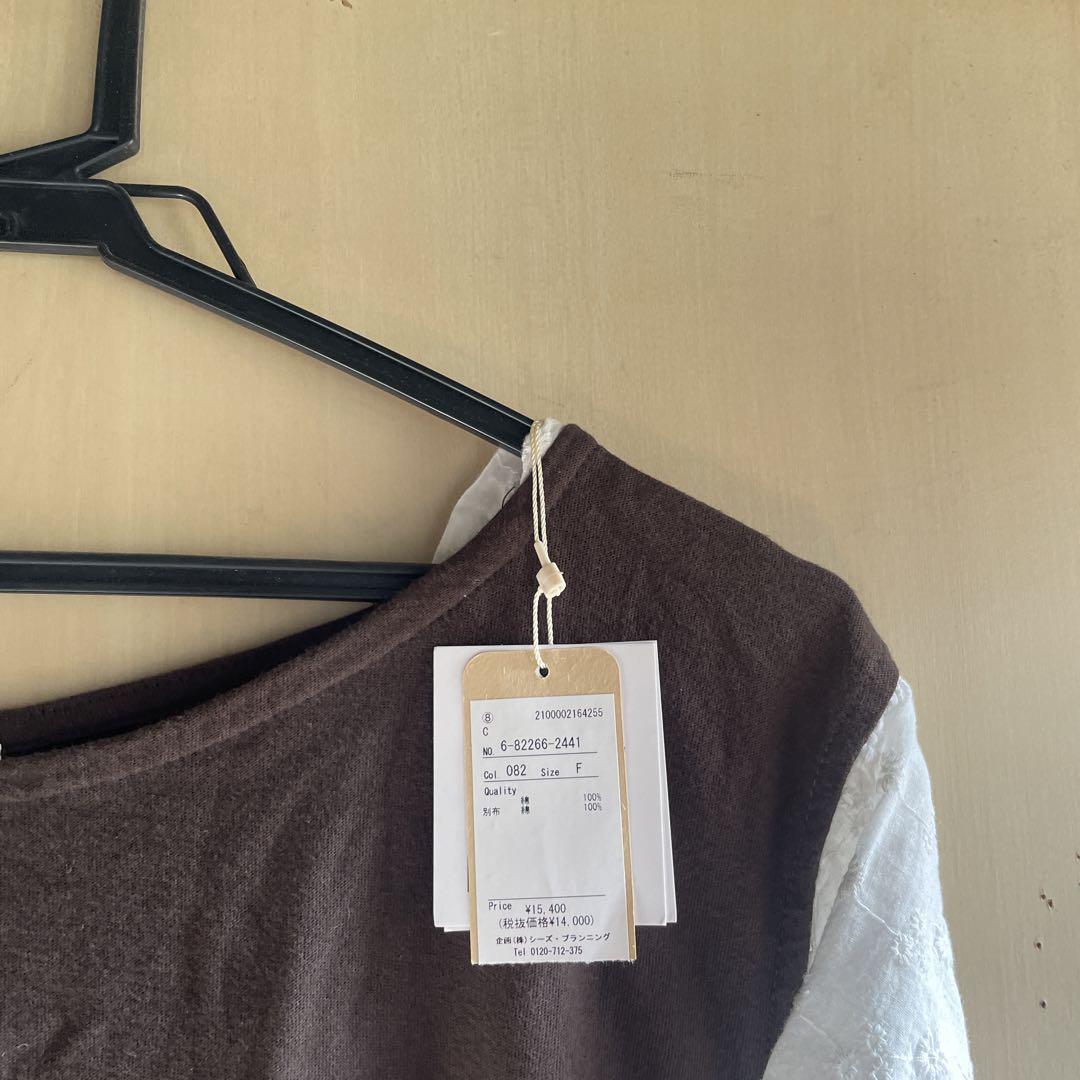 ⑧ 2100002164255
C
NO. 6-82266-2441
Col 082 Size F
Quality
綿 100%
別布 綿 100%
Price ¥15,400
(税抜価格¥14,000)
企画(株)シーズ・プランニング
Tel 0120-712-375